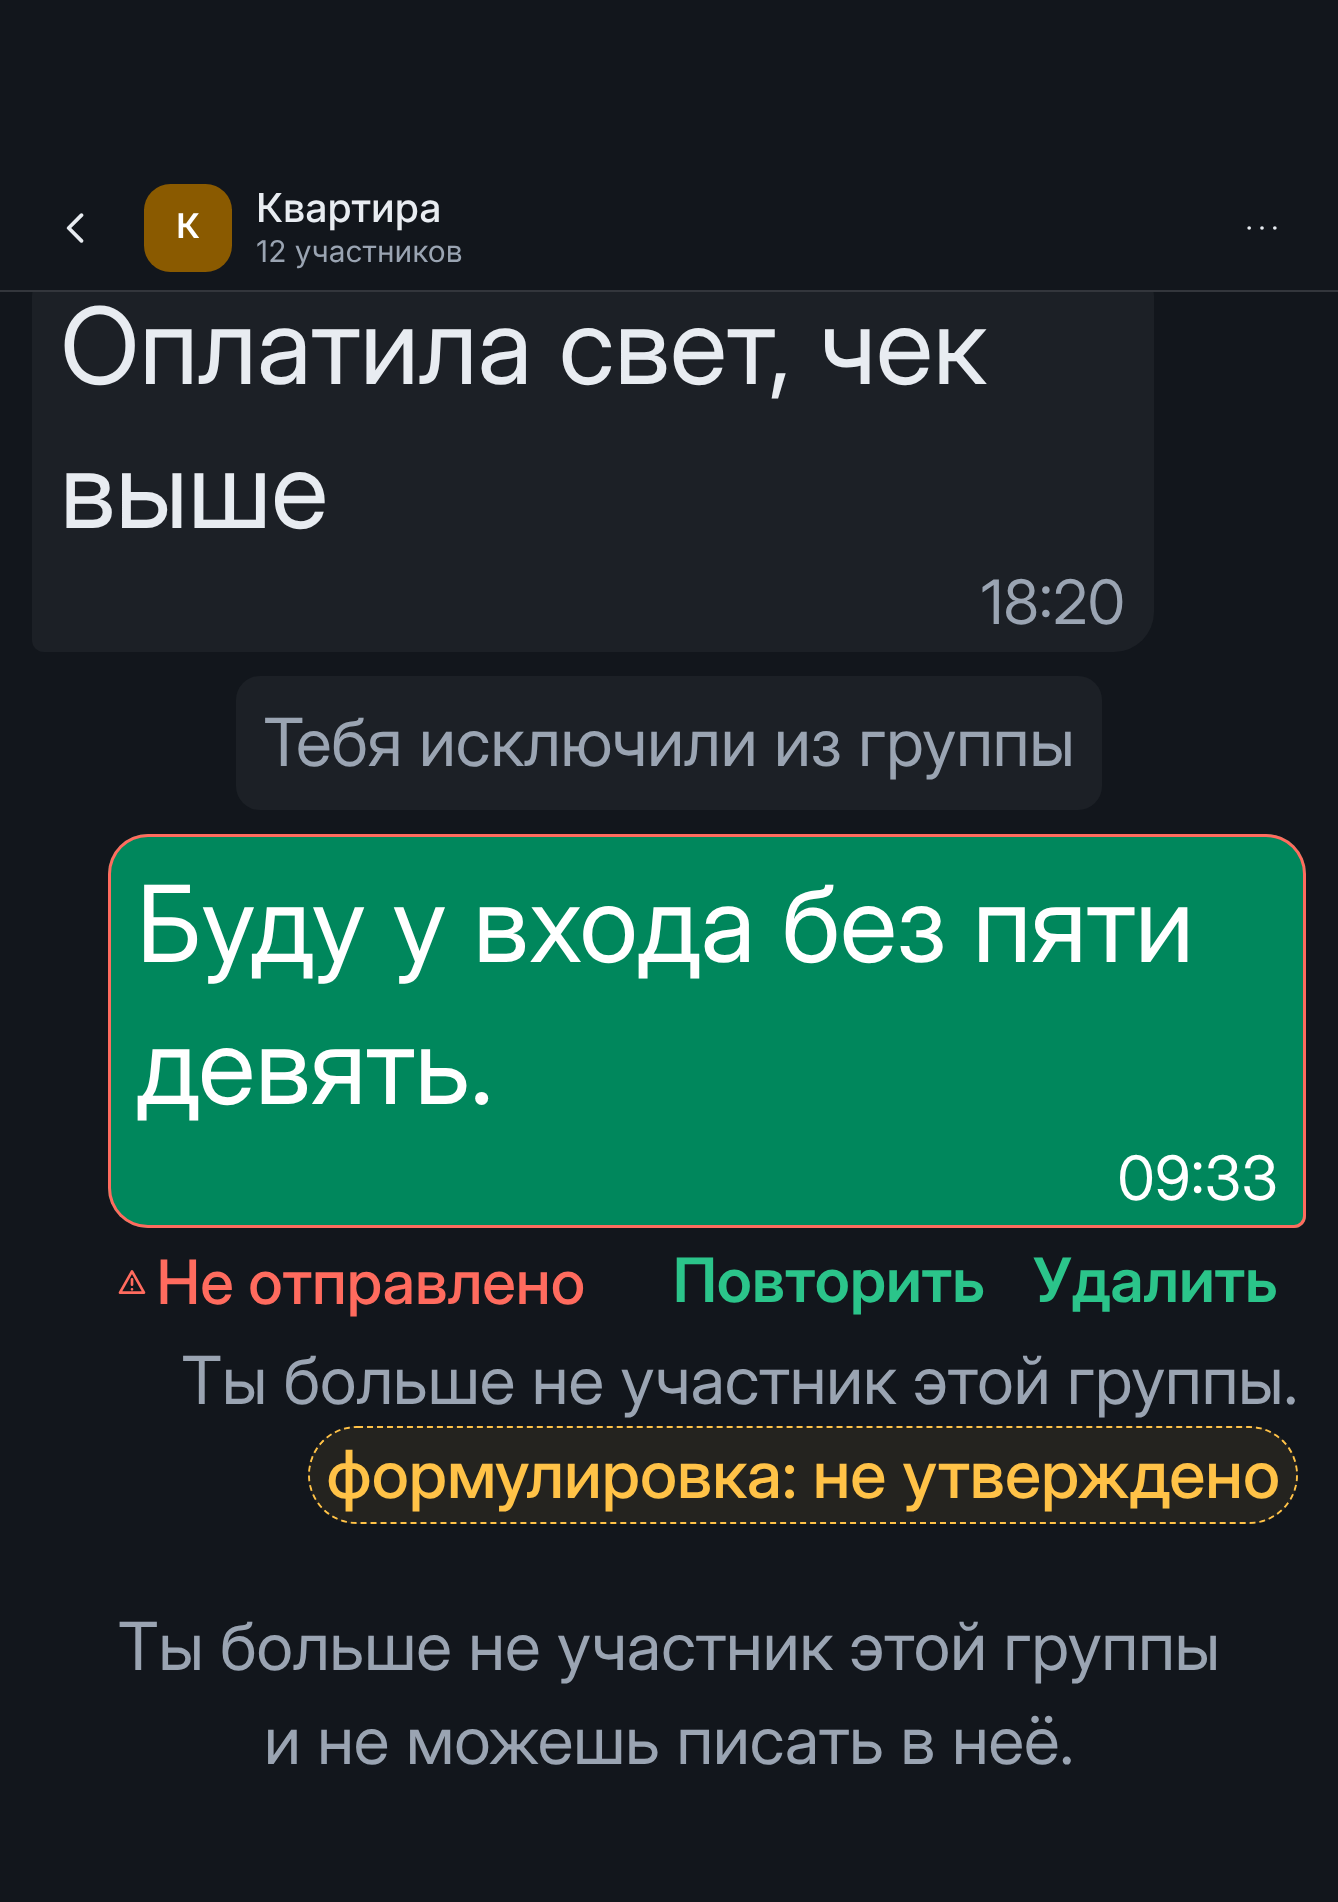 К
Квартира
12 участников
Оплатила свет, чек
выше
18:20
Тебя исключили из группы
Буду у входа без пяти
девять.
09:33
Не отправлено Повторить Удалить
Ты больше не участник этой группы.
формулировка: не утверждено
Ты больше не участник этой группы
и не можешь писать в неё.